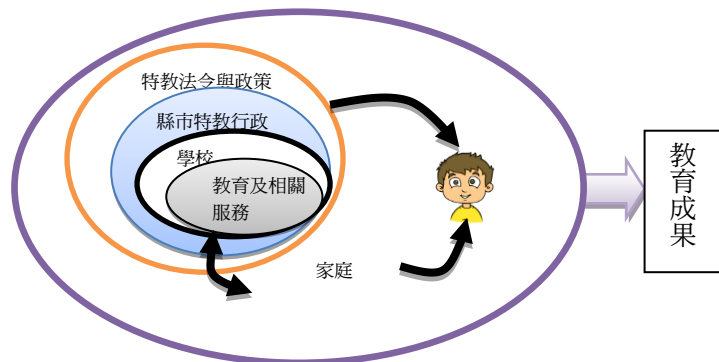 特教法令與政策
縣市特教行政
學校
教育及相關
服務
家庭
教育成果